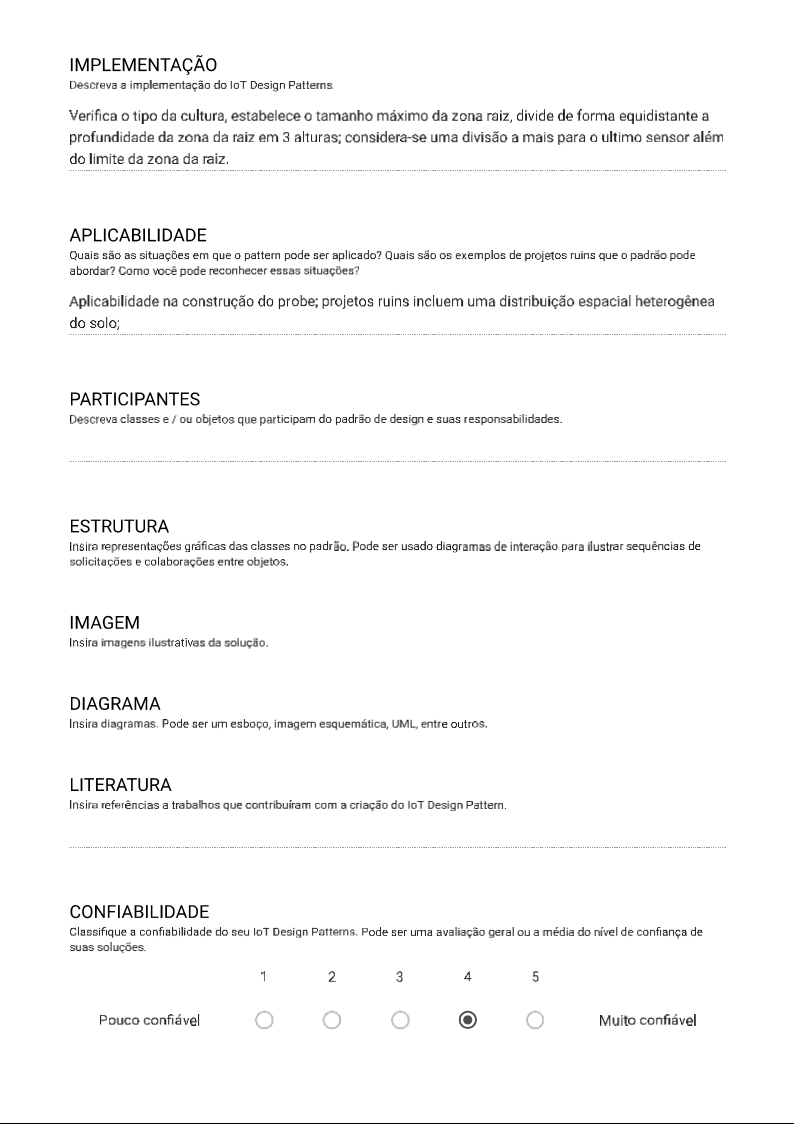 IMPLEMENTAÇÃO
Descreva a implementação do IoT Design Patterns.
Verifica o tipo da cultura, estabelece o tamanho máximo da zona raiz, divide de forma equidistante a
profundidade da zona da raiz em 3 alturas; considera-se uma divisão a mais para o ultimo sensor além
do limite da zona da raiz.
APLICABILIDADE
Quais são as situações em que o pattern pode ser aplicado? Quais são os exemplos de projetos ruins que o padrão pode
abordar? Como você pode reconhecer essas situações?
Aplicabilidade na construção do probe; projetos ruins incluem uma distribuição espacial heterogênea
do solo;
PARTICIPANTES
Descreva classes e / ou objetos que participam do padrão de design e suas responsabilidades.
ESTRUTURA
Insira representações gráficas das classes no padrão. Pode ser usado diagramas de interação para ilustrar sequências de
solicitações e colaborações entre objetos.
IMAGEM
Insira imagens ilustrativas da solução.
DIAGRAMA
Insira diagramas. Pode ser um esboço, imagem esquemática, UML, entre outros.
LITERATURA
Insira referências a trabalhos que contribuíram com a criação do IoT Design Pattern.
CONFIABILIDADE
Classifique a confiabilidade do seu IoT Design Patterns. Pode ser uma avaliação geral ou a média do nível de confiança de
suas soluções.
1 2 3 4 5
Pouco confiável Muito confiável